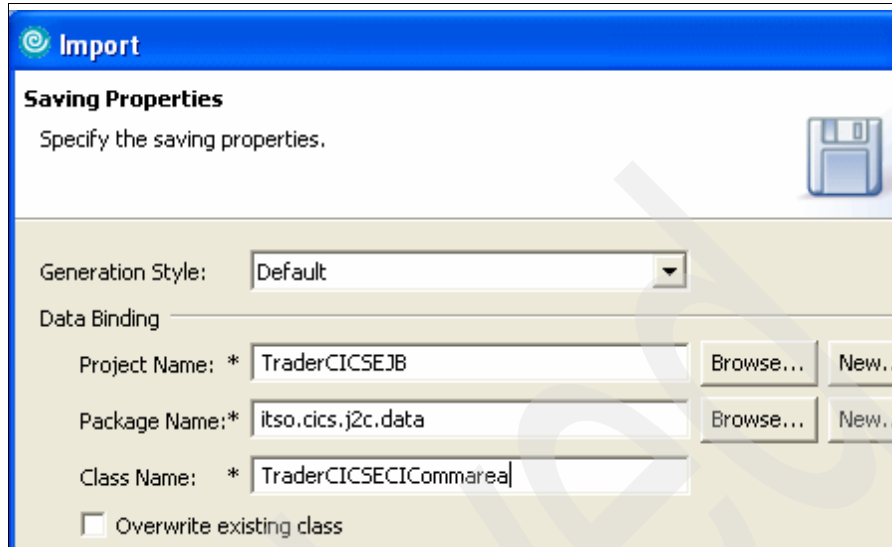 Import
Saving Properties
Specify the saving properties.
Generation Style: Default
Data Binding
Project Name: * TraderCICSEJB Browse... New..
Package Name:* itso.cics.j2c.data Browse... New..
Class Name: * TraderCICSECICommarea
Overwrite existing class